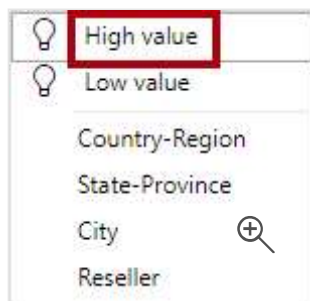 High value
Low value
Country-Region
State-Province
City
Reseller